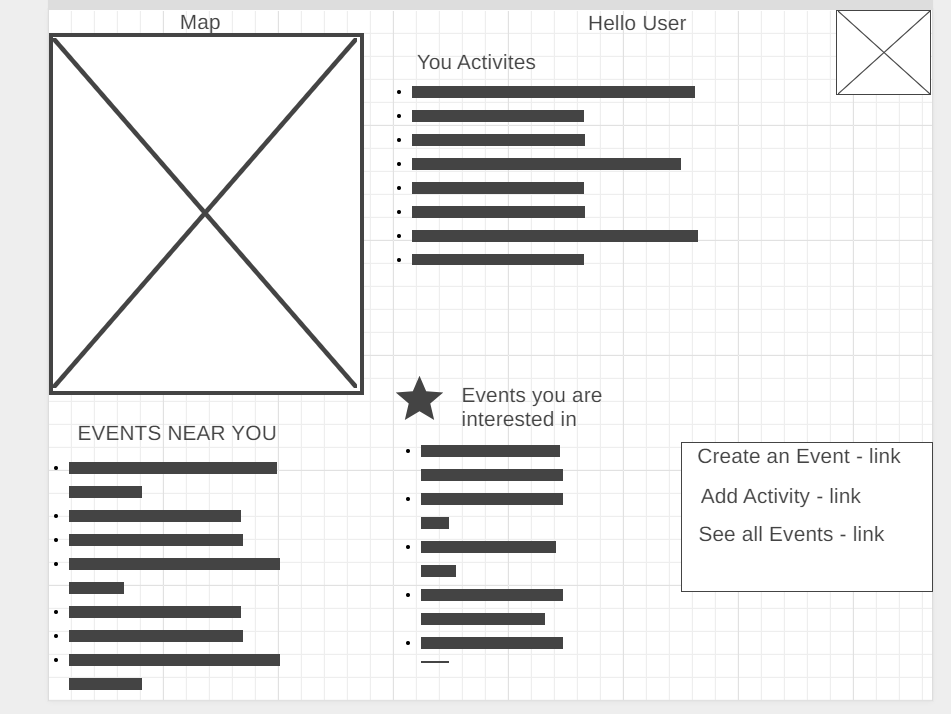 Map
Hello User
You Activites
Events you are
interested in
EVENTS NEAR YOU
Create an Event - link
Add Activity - link
See all Events - link